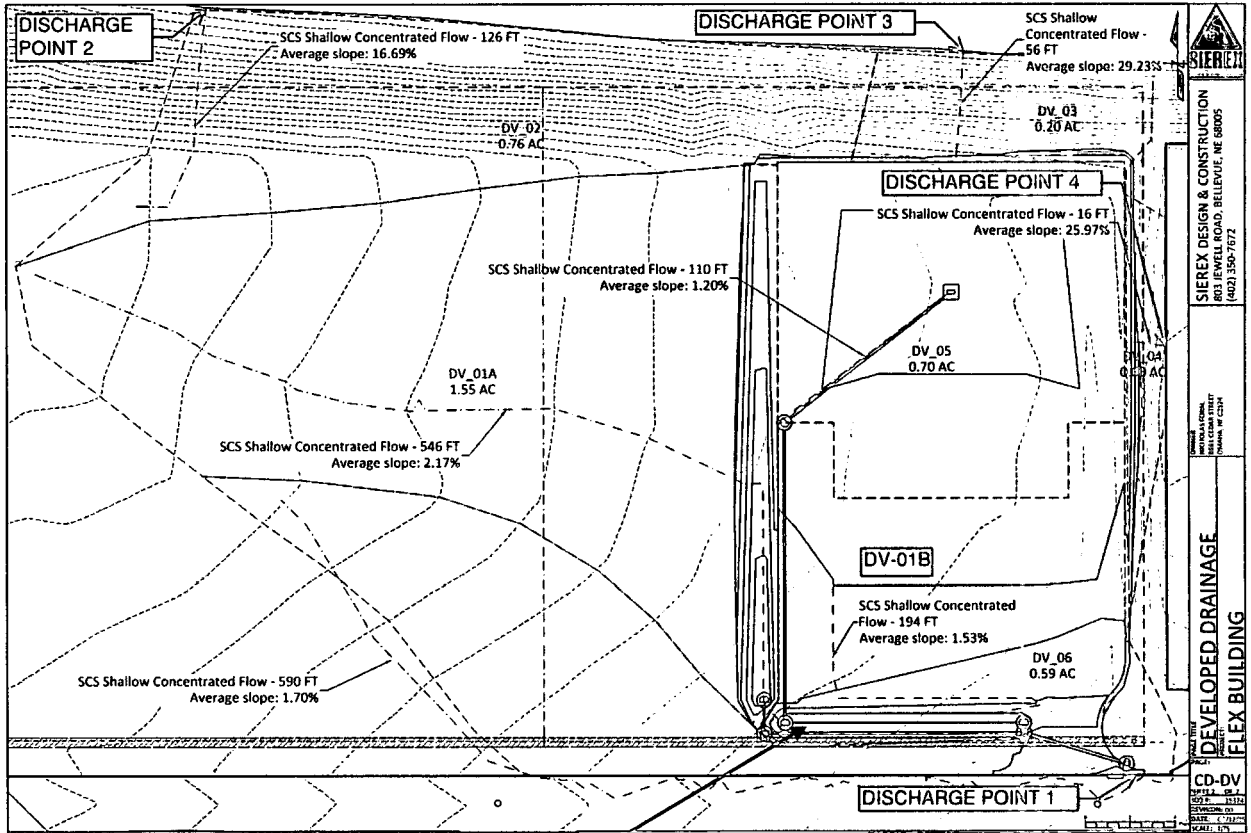 DISCHARGE
POINT 2
SCS Shallow Concentrated Flow - 126 FT
Average slope: 16.69%
DISCHARGE POINT 3
SCS Shallow
Concentrated Flow -
56 FT
Average slope: 29.23%
DV_02
0.76 AC
DV_03
0.20 AC
DISCHARGE POINT 4
SCS Shallow Concentrated Flow - 16 FT
Average slope: 25.97%
SCS Shallow Concentrated Flow - 110 FT
Average slope: 1.20%
DV_05
0.70 AC
DV_01A
1.55 AC
SCS Shallow Concentrated Flow - 546 FT
Average slope: 2.17%
DV-01B
SCS Shallow Concentrated
Flow - 194 FT
Average slope: 1.53%
DV_06
0.59 AC
SCS Shallow Concentrated Flow - 590 FT
Average slope: 1.70%
DISCHARGE POINT 1
SIEREX
SIEREX DESIGN & CONSTRUCTION
803 JEWELL ROAD, BELLEVUE, NE 68005
(402) 350-7672
DEVELOPED DRAINAGE
FLEX BUILDING
CD-DV